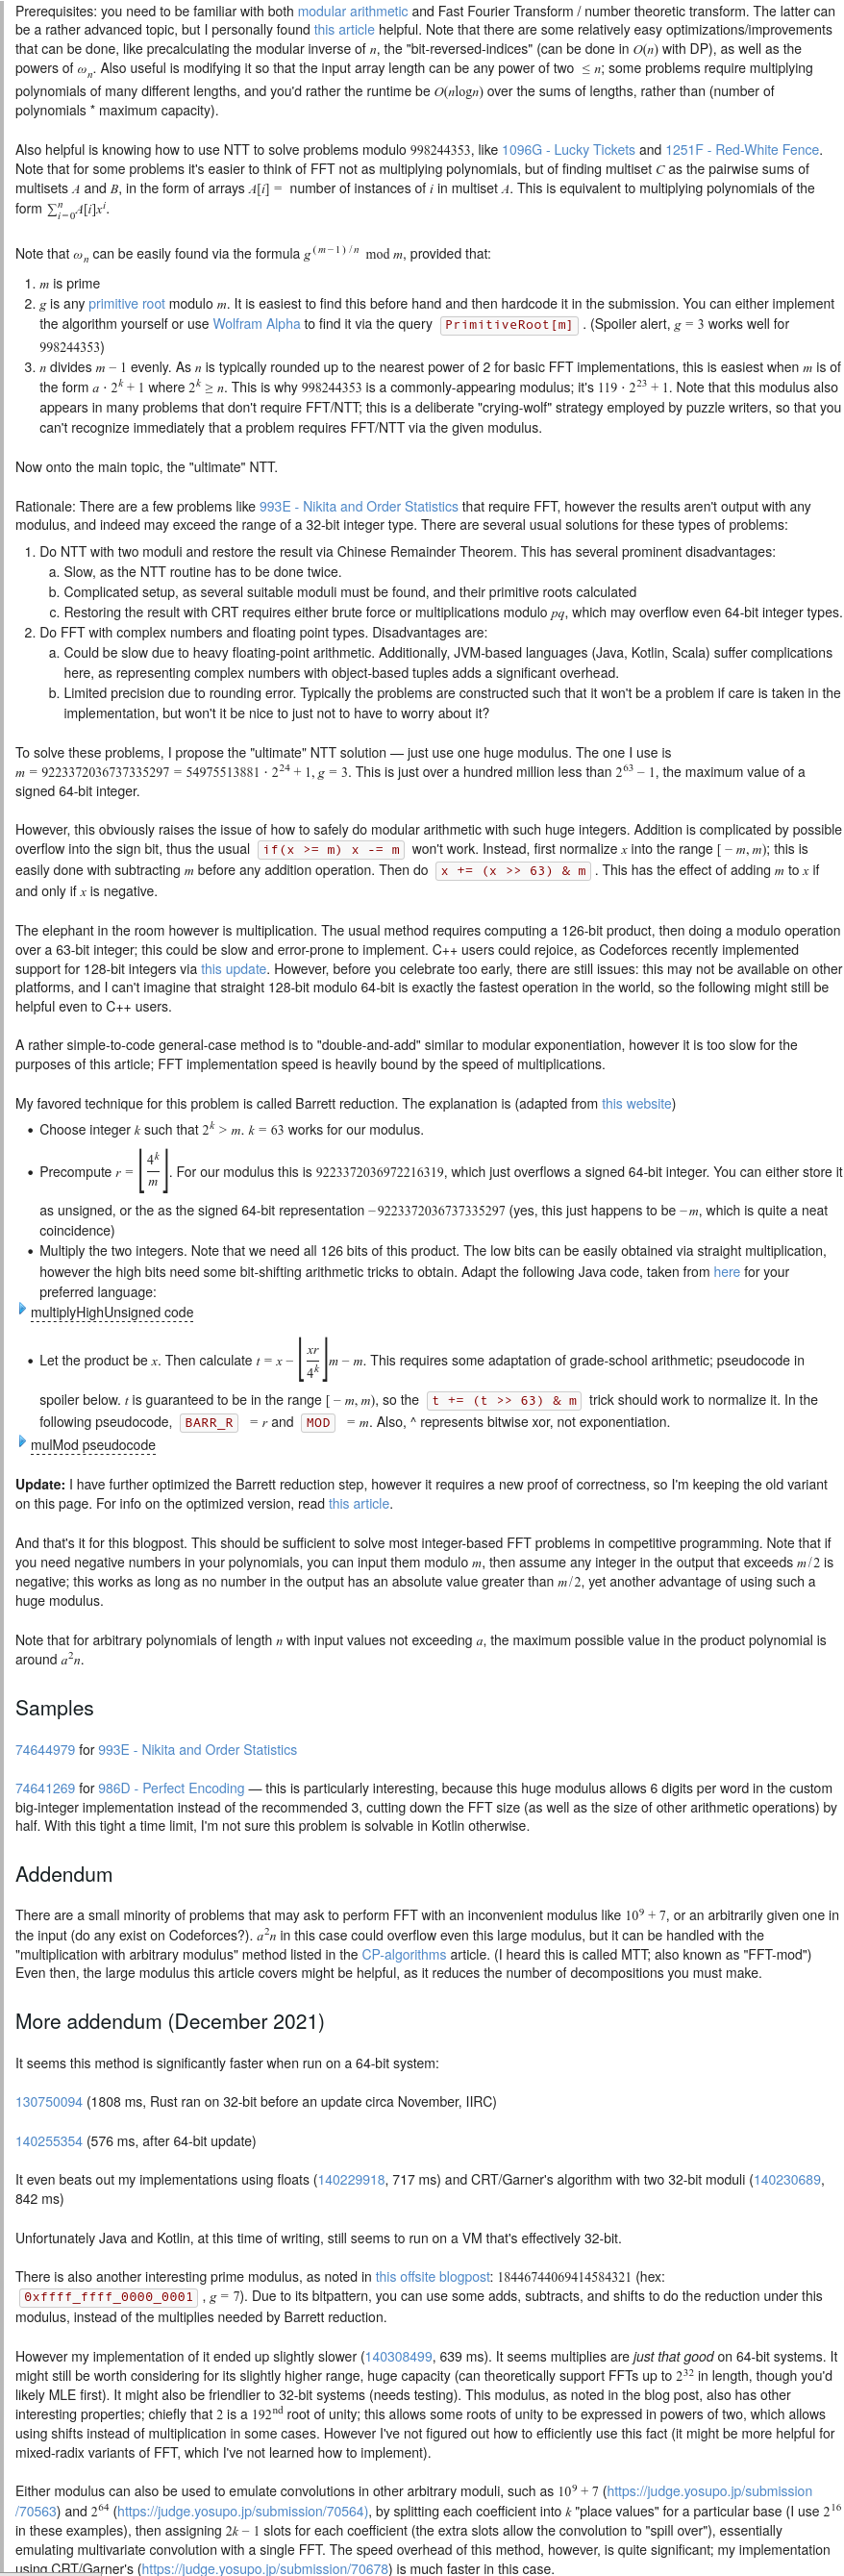 Prerequisites: you need to be familiar with both modular arithmetic and Fast Fourier Transform / number theoretic transform. The latter can
be a rather advanced topic, but I personally found this article helpful. Note that there are some relatively easy optimizations/improvements
that can be done, like precalculating the modular inverse of n, the "bit-reversed-indices" (can be done in O(n) with DP), as well as the
powers of ω_n. Also useful is modifying it so that the input array length can be any power of two ≤ n; some problems require multiplying
polynomials of many different lengths, and you'd rather the runtime be O(nlogn) over the sums of lengths, rather than (number of
polynomials * maximum capacity).
Also helpful is knowing how to use NTT to solve problems modulo 998244353, like 1096G - Lucky Tickets and 1251F - Red-White Fence.
Note that for some problems it's easier to think of FFT not as multiplying polynomials, but of finding multiset C as the pairwise sums of
multisets A and B, in the form of arrays A[i] = number of instances of i in multiset A. This is equivalent to multiplying polynomials of the
form ∑_{i=0}^n A[i]x^i.
Note that ω_n can be easily found via the formula g^{(m-1)/n} mod m, provided that:
1. m is prime
2. g is any primitive root modulo m. It is easiest to find this before hand and then hardcode it in the submission. You can either implement
the algorithm yourself or use Wolfram Alpha to find it via the query PrimitiveRoot[m] . (Spoiler alert, g = 3 works well for
998244353)
3. n divides m − 1 evenly. As n is typically rounded up to the nearest power of 2 for basic FFT implementations, this is easiest when m is of
the form a · 2^k + 1 where 2^k ≥ n. This is why 998244353 is a commonly-appearing modulus; it's 119 · 2^23 + 1. Note that this modulus also
appears in many problems that don't require FFT/NTT; this is a deliberate "crying-wolf" strategy employed by puzzle writers, so that you
can't recognize immediately that a problem requires FFT/NTT via the given modulus.
Now onto the main topic, the "ultimate" NTT.
Rationale: There are a few problems like 993E - Nikita and Order Statistics that require FFT, however the results aren't output with any
modulus, and indeed may exceed the range of a 32-bit integer type. There are several usual solutions for these types of problems:
1. Do NTT with two moduli and restore the result via Chinese Remainder Theorem. This has several prominent disadvantages:
a. Slow, as the NTT routine has to be done twice.
b. Complicated setup, as several suitable moduli must be found, and their primitive roots calculated
c. Restoring the result with CRT requires either brute force or multiplications modulo pq, which may overflow even 64-bit integer types.
2. Do FFT with complex numbers and floating point types. Disadvantages are:
a. Could be slow due to heavy floating-point arithmetic. Additionally, JVM-based languages (Java, Kotlin, Scala) suffer complications
here, as representing complex numbers with object-based tuples adds a significant overhead.
b. Limited precision due to rounding error. Typically the problems are constructed such that it won't be a problem if care is taken in the
implementation, but won't it be nice to just not to have to worry about it?
To solve these problems, I propose the "ultimate" NTT solution — just use one huge modulus. The one I use is
m = 9223372036737335297 = 54975513881 · 2^24 + 1, g = 3. This is just over a hundred million less than 2^63 − 1, the maximum value of a
signed 64-bit integer.
However, this obviously raises the issue of how to safely do modular arithmetic with such huge integers. Addition is complicated by possible
overflow into the sign bit, thus the usual if(x >= m) x -= m won't work. Instead, first normalize x into the range [ − m, m); this is
easily done with subtracting m before any addition operation. Then do x += (x >> 63) & m . This has the effect of adding m to x if
and only if x is negative.
The elephant in the room however is multiplication. The usual method requires computing a 126-bit product, then doing a modulo operation
over a 63-bit integer; this could be slow and error-prone to implement. C++ users could rejoice, as Codeforces recently implemented
support for 128-bit integers via this update. However, before you celebrate too early, there are still issues: this may not be available on other
platforms, and I can't imagine that straight 128-bit modulo 64-bit is exactly the fastest operation in the world, so the following might still be
helpful even to C++ users.
A rather simple-to-code general-case method is to "double-and-add" similar to modular exponentiation, however it is too slow for the
purposes of this article; FFT implementation speed is heavily bound by the speed of multiplications.
My favored technique for this problem is called Barrett reduction. The explanation is (adapted from this website)
• Choose integer k such that 2^k > m. k = 63 works for our modulus.
• Precompute r = ⌊4^k/m⌋. For our modulus this is 9223372036972216319, which just overflows a signed 64-bit integer. You can either store it
as unsigned, or the as the signed 64-bit representation −9223372036737335297 (yes, this just happens to be −m, which is quite a neat
coincidence)
• Multiply the two integers. Note that we need all 126 bits of this product. The low bits can be easily obtained via straight multiplication,
however the high bits need some bit-shifting arithmetic tricks to obtain. Adapt the following Java code, taken from here for your
preferred language:
multiplyHighUnsigned code
• Let the product be x. Then calculate t = x − ⌊xr/4^k⌋m − m. This requires some adaptation of grade-school arithmetic; pseudocode in
spoiler below. t is guaranteed to be in the range [ − m, m), so the t += (t >> 63) & m trick should work to normalize it. In the
following pseudocode, BARR_R = r and MOD = m. Also, ^ represents bitwise xor, not exponentiation.
mulMod pseudocode
Update: I have further optimized the Barrett reduction step, however it requires a new proof of correctness, so I'm keeping the old variant
on this page. For info on the optimized version, read this article.
And that's it for this blogpost. This should be sufficient to solve most integer-based FFT problems in competitive programming. Note that if
you need negative numbers in your polynomials, you can input them modulo m, then assume any integer in the output that exceeds m/2 is
negative; this works as long as no number in the output has an absolute value greater than m/2, yet another advantage of using such a
huge modulus.
Note that for arbitrary polynomials of length n with input values not exceeding a, the maximum possible value in the product polynomial is
around a^2n.
Samples
74644979 for 993E - Nikita and Order Statistics
74641269 for 986D - Perfect Encoding — this is particularly interesting, because this huge modulus allows 6 digits per word in the custom
big-integer implementation instead of the recommended 3, cutting down the FFT size (as well as the size of other arithmetic operations) by
half. With this tight a time limit, I'm not sure this problem is solvable in Kotlin otherwise.
Addendum
There are a small minority of problems that may ask to perform FFT with an inconvenient modulus like 10^9 + 7, or an arbitrarily given one in
the input (do any exist on Codeforces?). a^2n in this case could overflow even this large modulus, but it can be handled with the
"multiplication with arbitrary modulus" method listed in the CP-algorithms article. (I heard this is called MTT; also known as "FFT-mod")
Even then, the large modulus this article covers might be helpful, as it reduces the number of decompositions you must make.
More addendum (December 2021)
It seems this method is significantly faster when run on a 64-bit system:
130750094 (1808 ms, Rust ran on 32-bit before an update circa November, IIRC)
140255354 (576 ms, after 64-bit update)
It even beats out my implementations using floats (140229918, 717 ms) and CRT/Garner's algorithm with two 32-bit moduli (140230689,
842 ms)
Unfortunately Java and Kotlin, at this time of writing, still seems to run on a VM that's effectively 32-bit.
There is also another interesting prime modulus, as noted in this offsite blogpost: 18446744069414584321 (hex:
0xffff_ffff_0000_0001 , g = 7). Due to its bitpattern, you can use some adds, subtracts, and shifts to do the reduction under this
modulus, instead of the multiplies needed by Barrett reduction.
However my implementation of it ended up slightly slower (140308499, 639 ms). It seems multiplies are just that good on 64-bit systems. It
might still be worth considering for its slightly higher range, huge capacity (can theoretically support FFTs up to 2^32 in length, though you'd
likely MLE first). It might also be friendlier to 32-bit systems (needs testing). This modulus, as noted in the blog post, also has other
interesting properties; chiefly that 2 is a 192^nd root of unity; this allows some roots of unity to be expressed in powers of two, which allows
using shifts instead of multiplication in some cases. However I've not figured out how to efficiently use this fact (it might be more helpful for
mixed-radix variants of FFT, which I've not learned how to implement).
Either modulus can also be used to emulate convolutions in other arbitrary moduli, such as 10^9 + 7 (https://judge.yosupo.jp/submission
/70563) and 2^64 (https://judge.yosupo.jp/submission/70564), by splitting each coefficient into k "place values" for a particular base (I use 2^16
in these examples), then assigning 2k − 1 slots for each coefficient (the extra slots allow the convolution to "spill over"), essentially
emulating multivariate convolution with a single FFT. The speed overhead of this method, however, is quite significant; my implementation
using CRT/Garner's (https://judge.yosupo.jp/submission/70678) is much faster in this case.